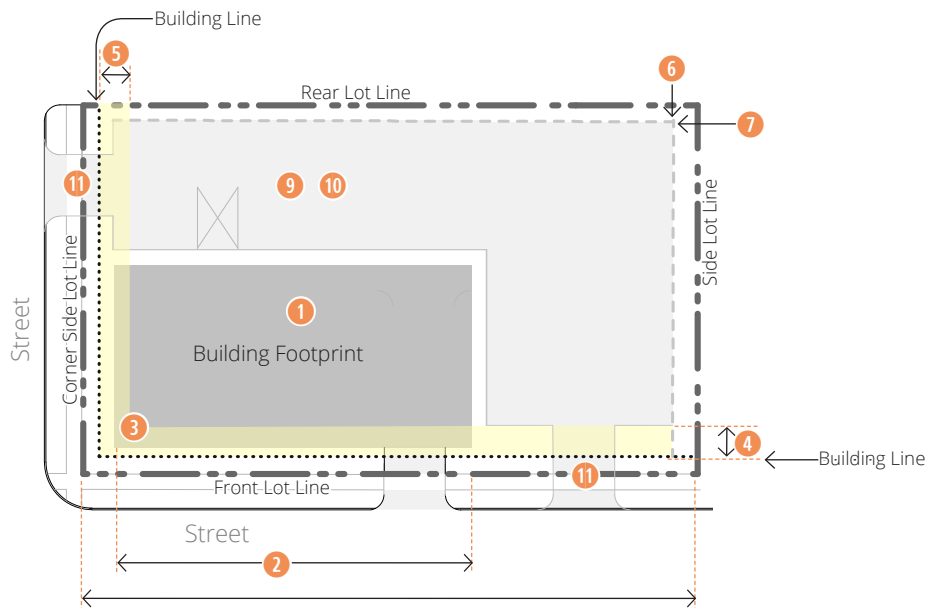 Building Line
5
6
Rear Lot Line
7
11
9
10
Side Lot Line
Corner Side Lot Line
Street
1
Building Footprint
3
4
Building Line
11
Front Lot Line
Street
2